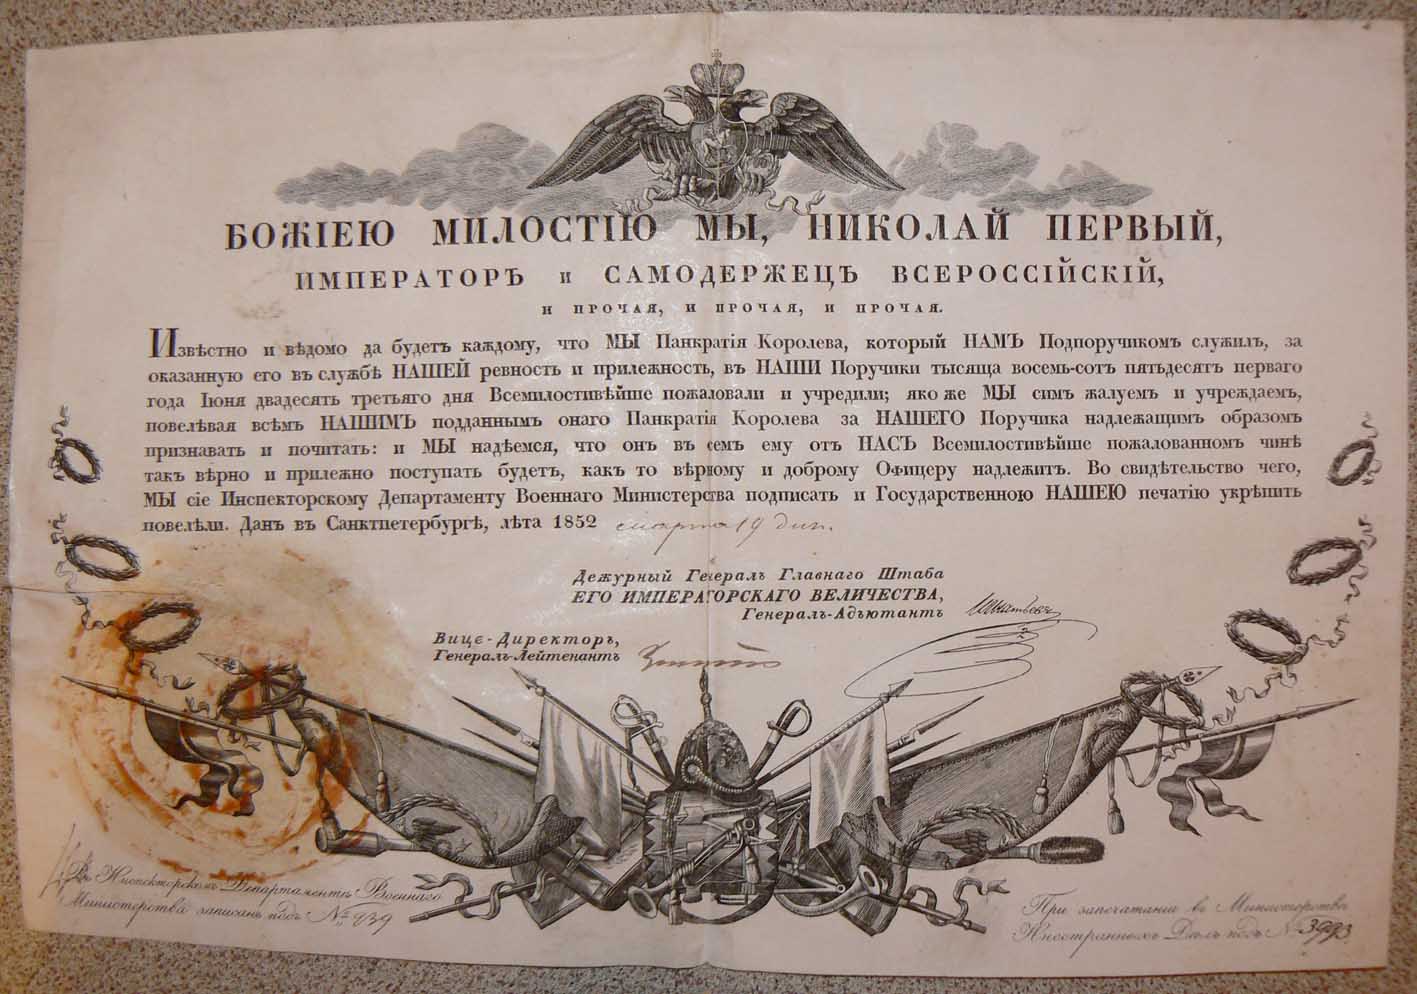 БОЖІЕЮ МИЛОСТІЮ МЫ, НИКОЛАЙ ПЕРВЫЙ,
ИМПЕРАТОРЪ и САМОДЕРЖЕЦЪ ВСЕРОССІЙСКІЙ,
И ПРОЧАЯ, И ПРОЧАЯ, И ПРОЧАЯ.
Извѣстно и вѣдомо да будетъ каждому, что МЫ Панкратія Королева, который НАМЪ Подпоручикомъ служилъ, за
оказанную его въ службѣ НАШЕЙ ревность и прилежность, въ НАШИ Поручики тысяща восемь-сотъ пятьдесятъ перваго
года Іюня двадесять третьяго дня Всемилостивѣйше пожаловали и учредили; яко же МЫ симъ жалуемъ и учреждаемъ,
повелѣвая всѣмъ НАШИМЪ подданнымъ онаго Панкратія Королева за НАШЕГО Поручика надлежащимъ образомъ
признавать и почитать: и МЫ надѣемся, что онъ въ семъ ему отъ НАСЪ Всемилостивѣйше пожалованномъ чинѣ
такъ вѣрно и прилежно поступать будетъ, какъ то вѣрному и доброму Офицеру надлежитъ. Во свидѣтельство чего,
МЫ сіе Инспекторскому Департаменту Военнаго Министерства подписать и Государственною НАШЕЮ печатію укрѣпить
повелѣли. Данъ въ Санктпетербургѣ, лѣта 1852 марта 19 дня.
Дежурный Генералъ Главнаго Штаба
ЕГО ИМПЕРАТОРСКАГО ВЕЛИЧЕСТВА,
Генералъ-Адъютантъ Игнатьевъ
Вице-Директоръ,
Генералъ-Лейтенантъ
Въ Инспекторскомъ Департаментѣ Военнаго
Министерства записанъ подъ № 939
При запечатаніи въ Министерствѣ
Иностранныхъ Дѣлъ подъ № 3993